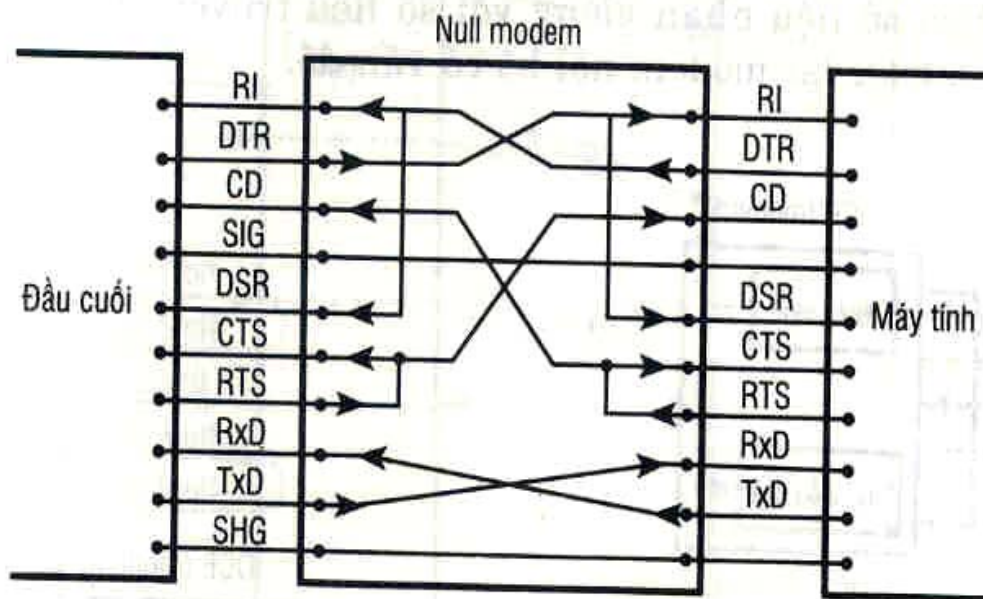 Null modem
RI
DTR
CD
SIG
DSR
CTS
RTS
RxD
TxD
SHG
Đầu cuối
RI
DTR
CD
DSR
CTS
RTS
RxD
TxD
Máy tính